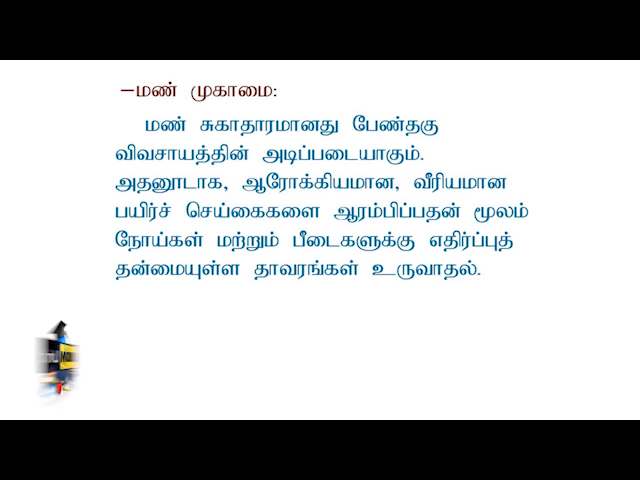 –மண் முகாமை:
மண் சுகாதாரமானது பேண்தகு
விவசாயத்தின் அடிப்படையாகும்.
அதனூடாக, ஆரோக்கியமான, வீரியமான
பயிர்ச் செய்கைகளை ஆரம்பிப்பதன் மூலம்
நோய்கள் மற்றும் பீடைகளுக்கு எதிர்ப்புத்
தன்மையுள்ள தாவரங்கள் உருவாதல்.